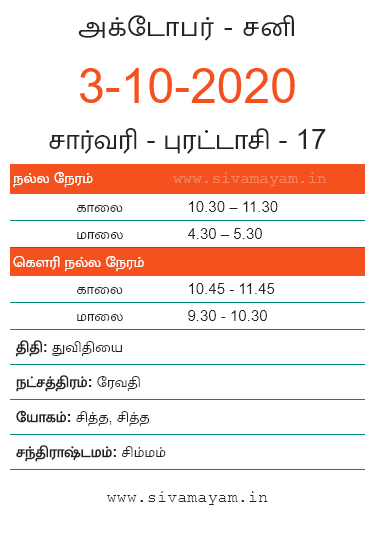 அக்டோபர் - சனி
3-10-2020
சார்வரி - புரட்டாசி - 17
நல்ல நேரம் www.sivamayam.in
காலை 10.30 – 11.30
மாலை 4.30 – 5.30
கௌரி நல்ல நேரம்
காலை 10.45 - 11.45
மாலை 9.30 - 10.30
திதி: துவிதியை
நட்சத்திரம்: ரேவதி
யோகம்: சித்த, சித்த
சந்திராஷ்டமம்: சிம்மம்
www.sivamayam.in